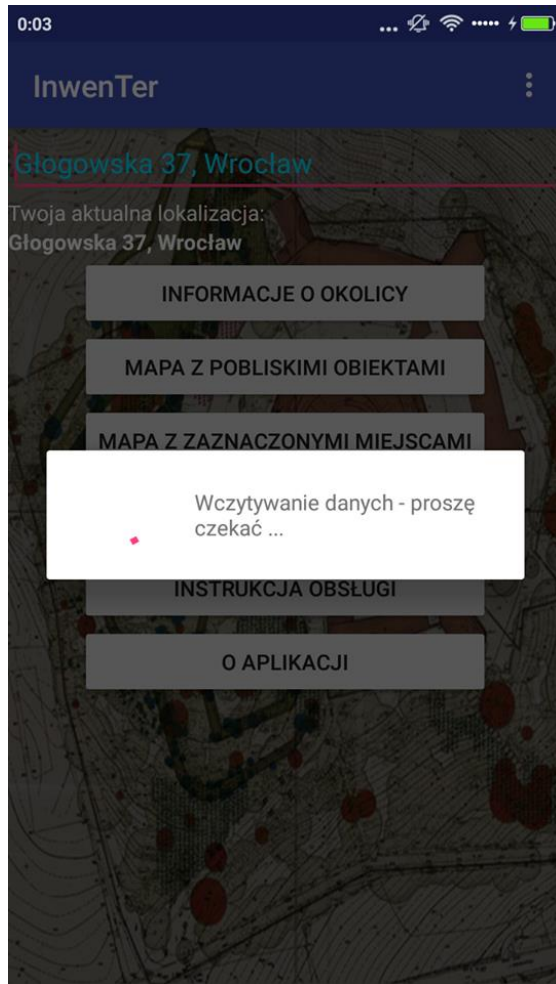 0:03
InwenTer
Głogowska 37, Wrocław
Twoja aktualna lokalizacja:
Głogowska 37, Wrocław
INFORMACJE O OKOLICY
MAPA Z POBLISKIMI OBIEKTAMI
MAPA Z ZAZNACZONYMI MIEJSCAMI
Wczytywanie danych - proszę
czekać ...
INSTRUKCJA OBSŁUGI
O APLIKACJI